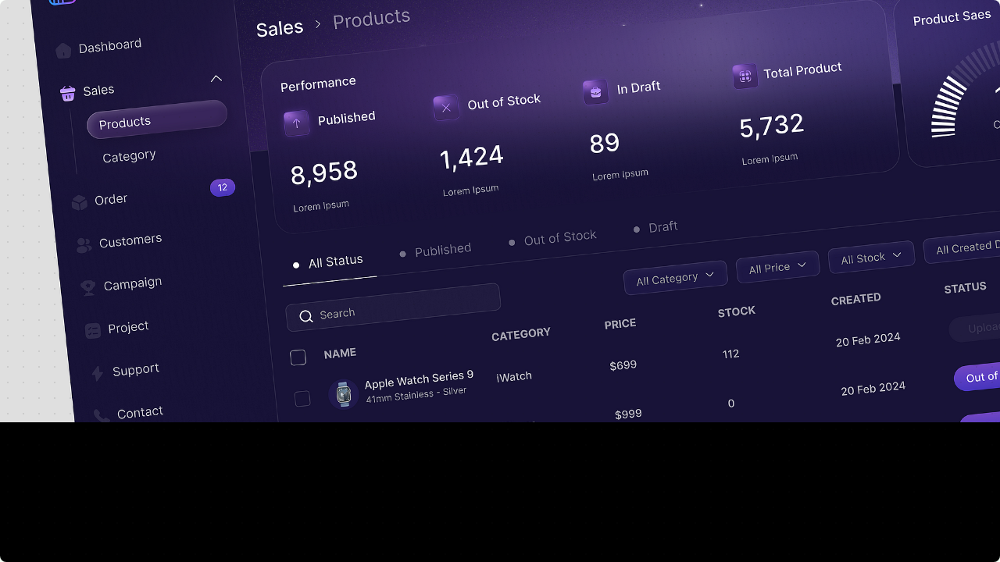 Dashboard
Sales
Products
Category
Order
12
Customers
Campaign
Project
Support
Contact
Sales > Products
Performance
Published
8,958
Lorem Ipsum
Out of Stock
1,424
Lorem Ipsum
In Draft
89
Lorem Ipsum
Total Product
5,732
Lorem Ipsum
Product Saes
All Status
Published
Out of Stock
Draft
Search
All Category
All Price
All Stock
All Created
NAME CATEGORY PRICE STOCK CREATED STATUS
Apple Watch Series 9 iWatch $699 112 20 Feb 2024
41mm Stainless - Silver
$999 0 20 Feb 2024 Out of